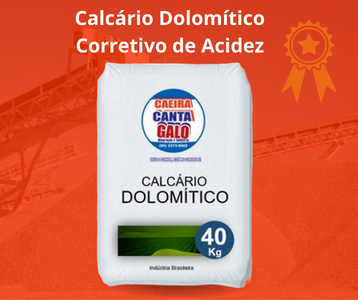 Calcário Dolomítico
Corretivo de Acidez
CAEIRA
CANTA
GALO
CALCÁRIO
DOLOMÍTICO
40
Kg
Indústria Brasileira